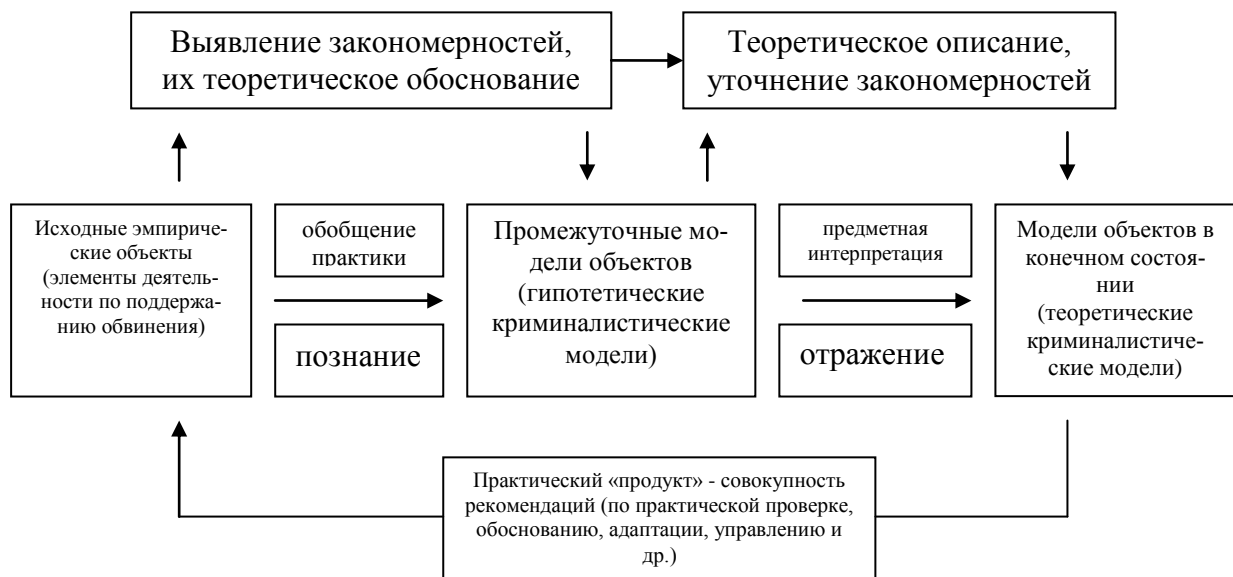 Выявление закономерностей,
их теоретическое обоснование
Теоретическое описание,
уточнение закономерностей
Исходные эмпириче-
ские объекты
(элементы деятель-
ности по поддержа-
нию обвинения)
обобщение
практики
познание
Промежуточные мо-
дели объектов
(гипотетические
криминалистические
модели)
предметная
интерпретация
отражение
Модели объектов в
конечном состоя-
нии
(теоретические
криминалистиче-
ские модели)
Практический «продукт» - совокупность
рекомендаций (по практической проверке,
обоснованию, адаптации, управлению и
др.)